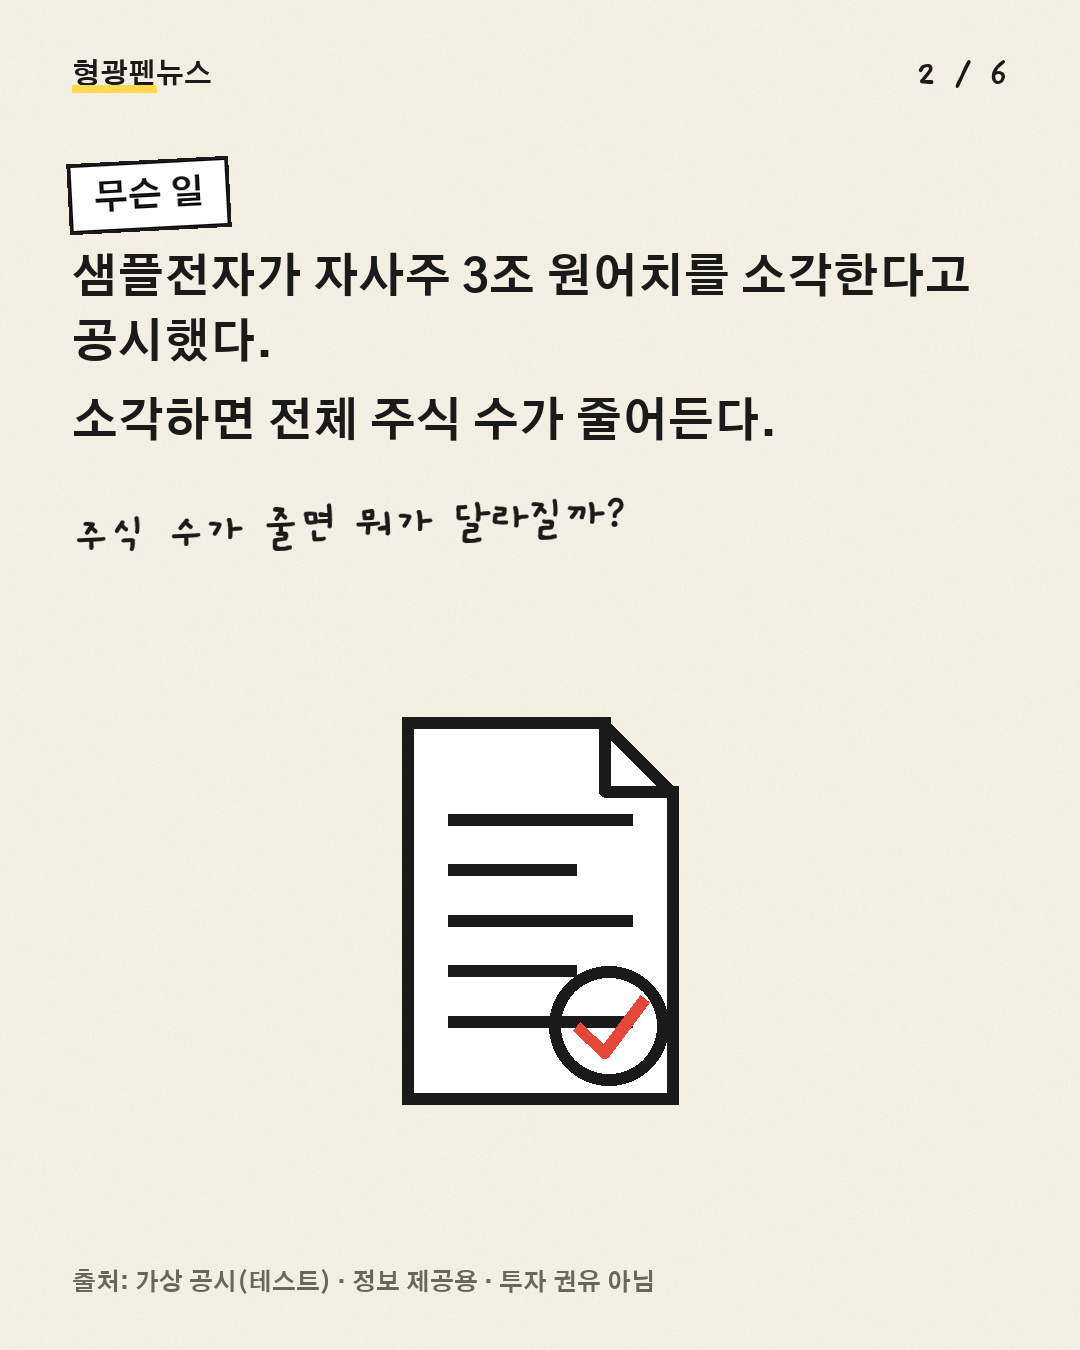 형광펜뉴스
2 / 6
무슨 일
샘플전자가 자사주 3조 원어치를 소각한다고
공시했다.
소각하면 전체 주식 수가 줄어든다.
주식 수가 줄면 뭐가 달라질까?
출처: 가상 공시(테스트) · 정보 제공용 · 투자 권유 아님